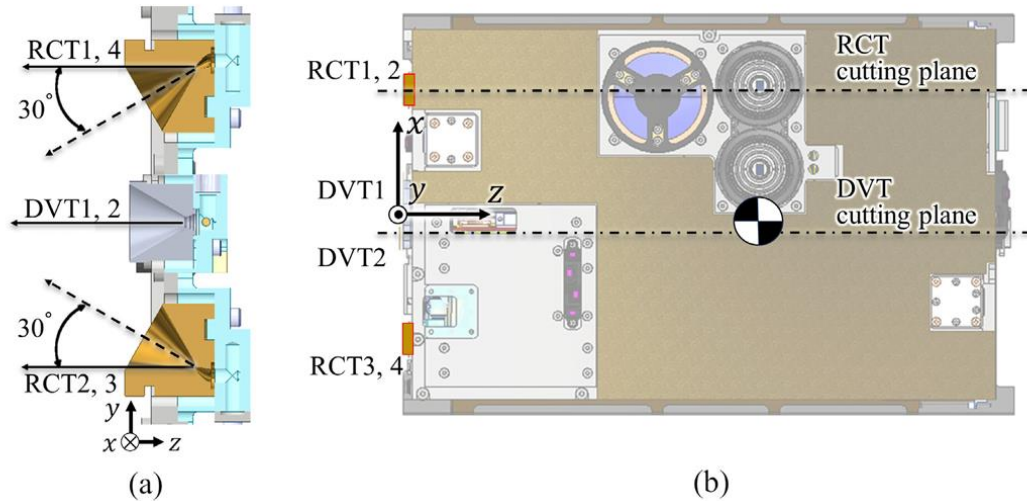 RCT1, 4
30°
DVT1, 2
30°
RCT2, 3
y
x
z
(a)
RCT
cutting plane
RCT1, 2
x
DVT1
y
z
DVT
cutting plane
DVT2
RCT3, 4
(b)